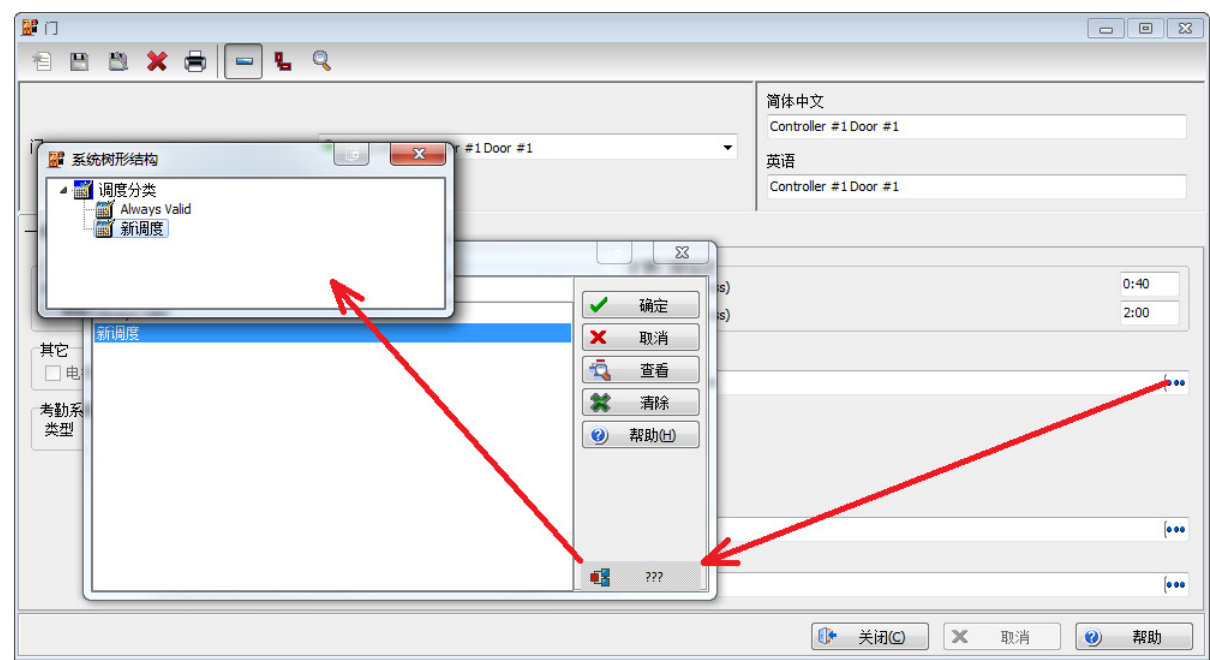 门
简体中文
Controller #1 Door #1
英语
Controller #1 Door #1
#1 Door #1
系统树形结构
调度分类
Always Valid
新调度
ss)
0:40
ss)
2:00
新调度
确定
取消
查看
清除
帮助(H)
???
其它
考勤系
类型
关闭(C)
取消
帮助